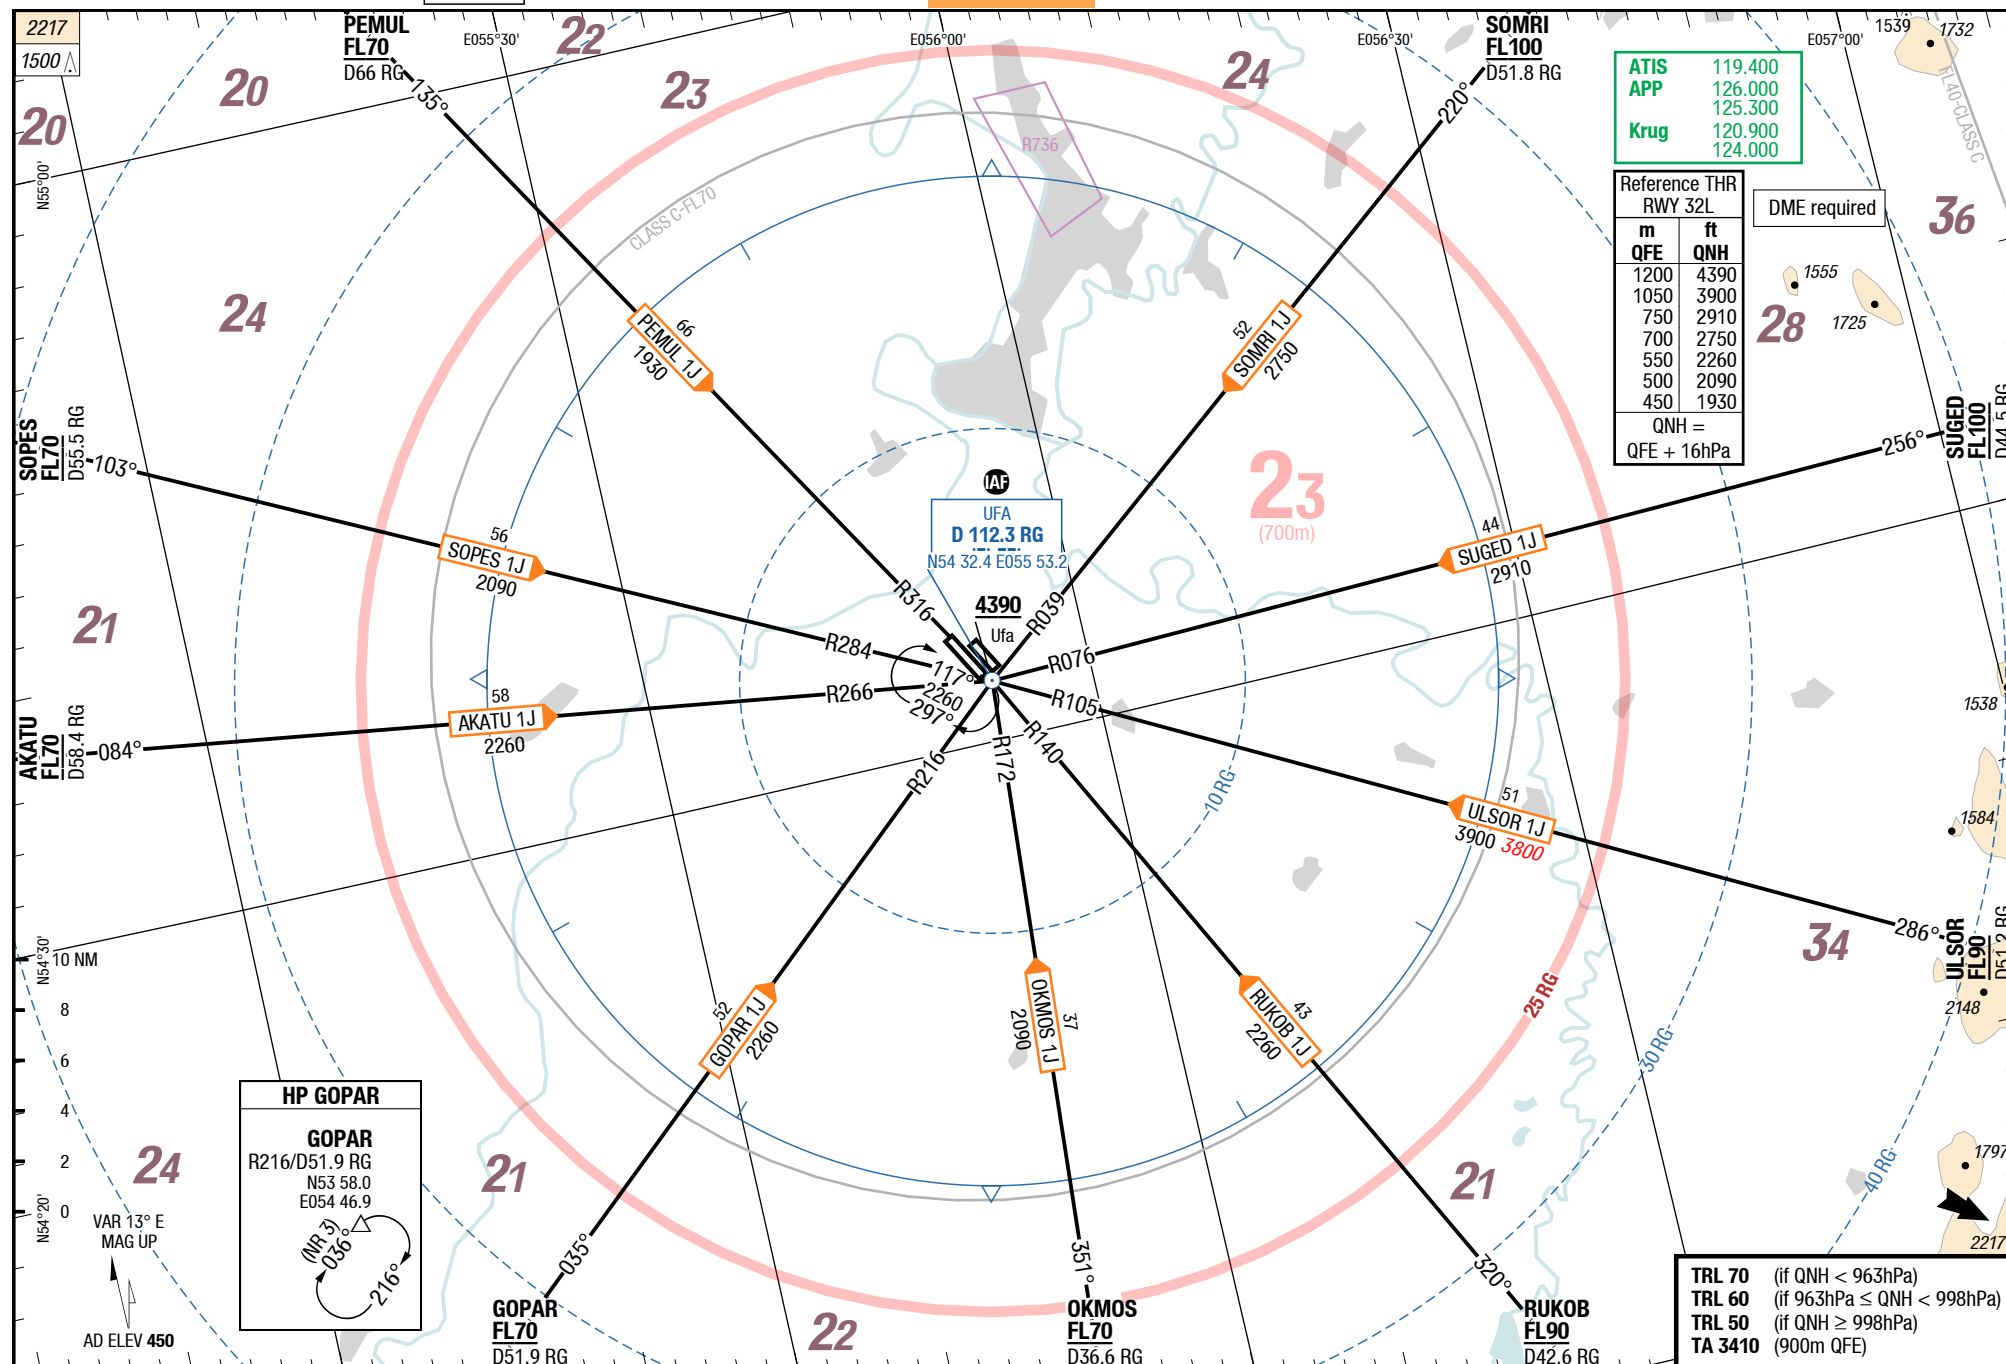 2217
1500
PEMUL
FL70
D66 RG
E055°30'
22
E056°00'
SOMRI
FL100
D51.8 RG
E056°30'
E057°00'
1539
1732
20
20
23
24
135°
220°
ATIS 119.400
APP 126.000
125.300
Krug 120.900
124.000
FL40-CLASS C
R736
N55°00'
CLASS C-FL70
Reference THR
RWY 32L
m ft
QFE QNH
1200 4390
1050 3900
750 2910
700 2750
550 2260
500 2090
450 1930
QNH =
QFE + 16hPa
DME required
36
24
1555
1725
28
66
PEMUL 1J
1930
52
SOMRI 1J
2750
SOPES
FL70
D55.5 RG
103°
SUGED
FL100
D44.5 RG
256°
IAF
UFA
D 112.3 RG
N54 32.4 E055 53.2
23
(700m)
56
SOPES 1J
2090
44
SUGED 1J
2910
R316
4390
Ufa
R039
21
R284
R076
117°
2260
297°
58
AKATU 1J
2260
R266
R105
1538
AKATU
FL70
D58.4 RG
084°
R216
R172
R140
10 RG
51
ULSOR 1J
3900 3800
1584
ULSOR
FL90
D51.2 RG
286°
34
N54°30'
10 NM
8
6
4
2
0
25 RG
2148
52
GOPAR 1J
2260
37
OKMOS 1J
2090
43
RUKOB 1J
2260
30 RG
HP GOPAR
GOPAR
R216/D51.9 RG
N53 58.0
E054 46.9
(NR 3)
036°
216°
24
21
21
1797
40 RG
N54°20'
VAR 13° E
MAG UP
AD ELEV 450
035°
351°
320°
2217
GOPAR
FL70
D51.9 RG
22
OKMOS
FL70
D36.6 RG
RUKOB
FL90
D42.6 RG
TRL 70 (if QNH < 963hPa)
TRL 60 (if 963hPa ≤ QNH < 998hPa)
TRL 50 (if QNH ≥ 998hPa)
TA 3410 (900m QFE)